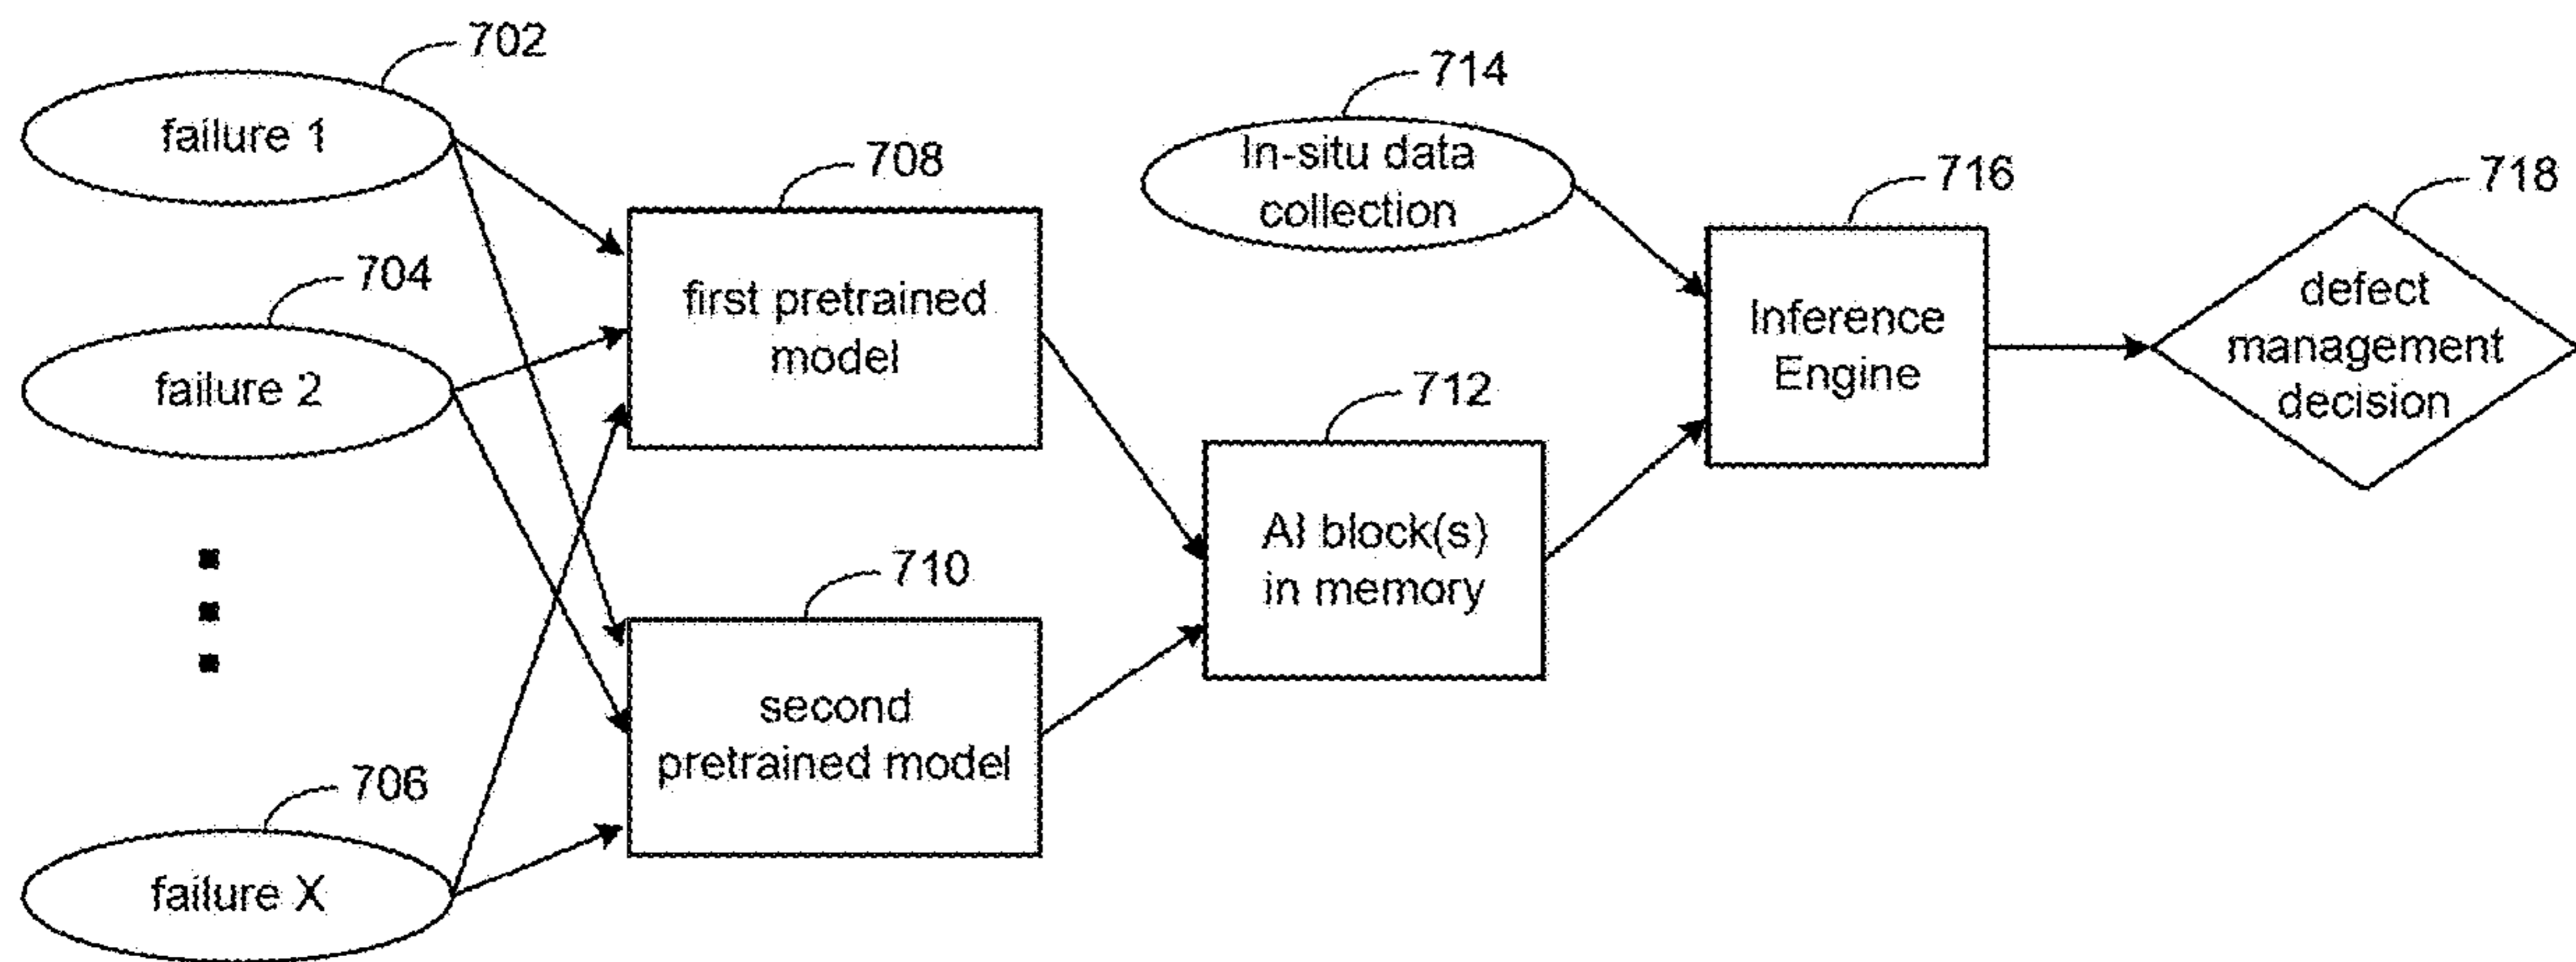 702
failure 1
704
failure 2
706
failure X
708
first pretrained
model
710
second
pretrained model
714
In-situ data
collection
712
AI block(s)
in memory
716
Inference
Engine
718
defect
management
decision